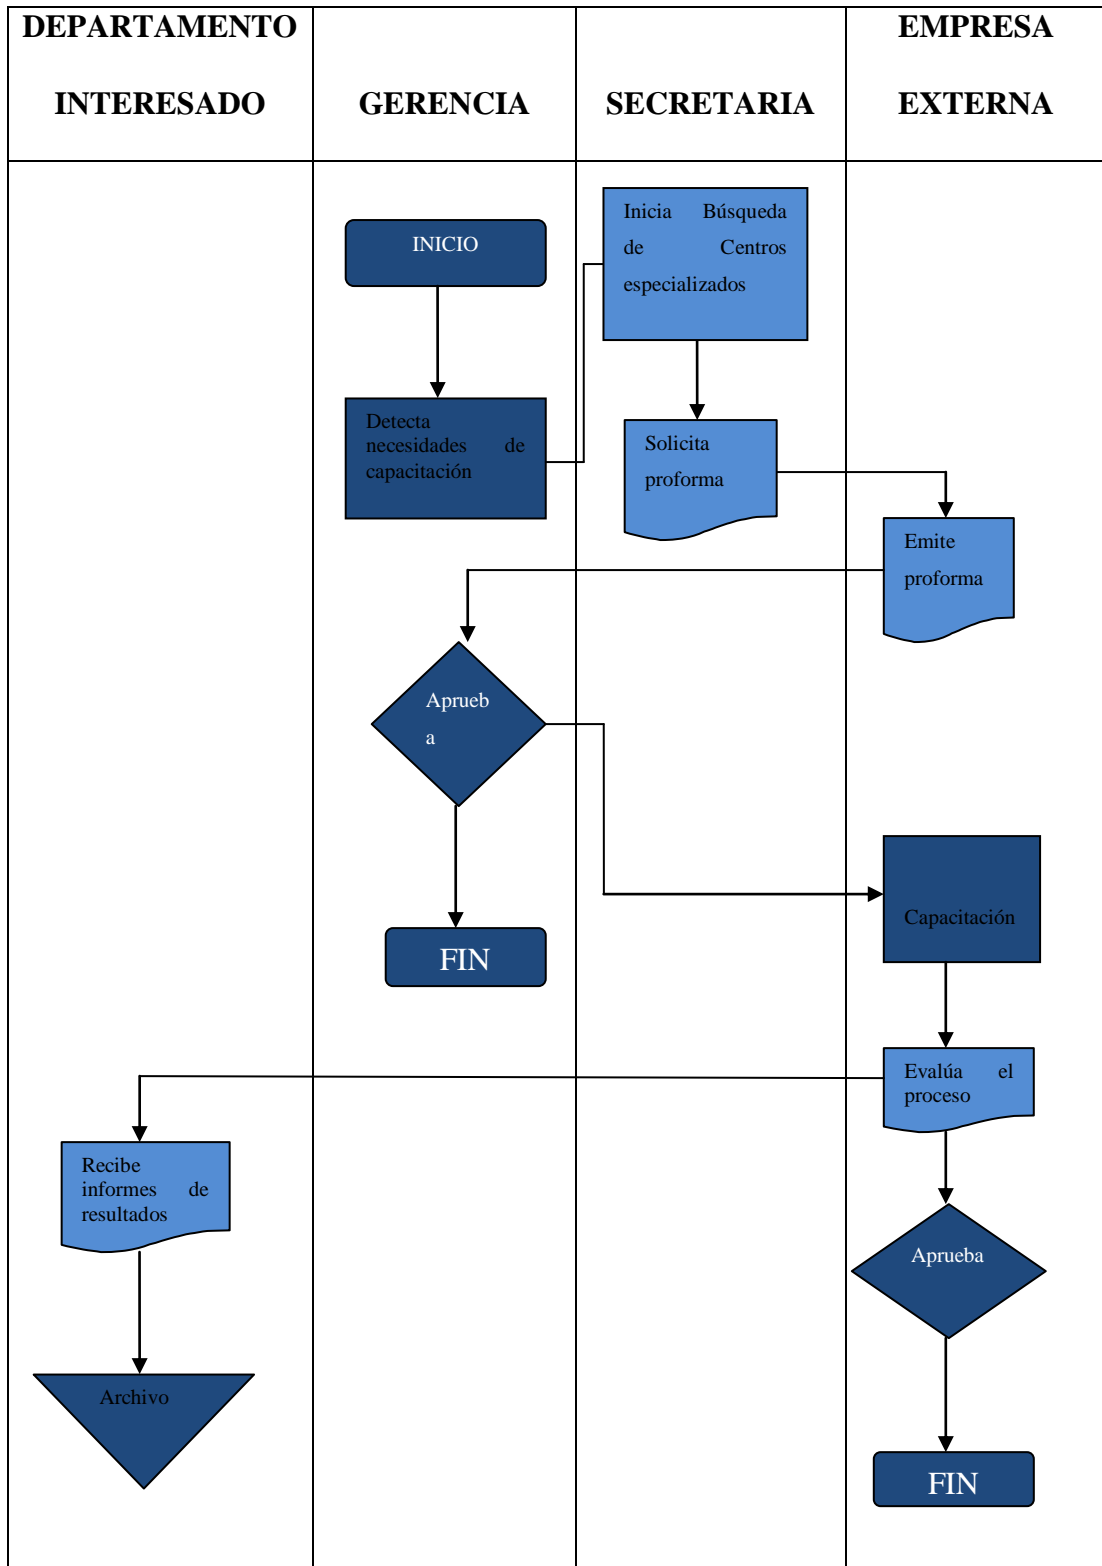 DEPARTAMENTO
INTERESADO
GERENCIA
SECRETARIA
EMPRESA
EXTERNA
INICIO
Inicia Búsqueda
de Centros
especializados
Detecta
necesidades de
capacitación
Solicita
proforma
Emite
proforma
Aprueb
a
Capacitación
FIN
Evalúa el
proceso
Recibe
informes de
resultados
Aprueba
Archivo
FIN